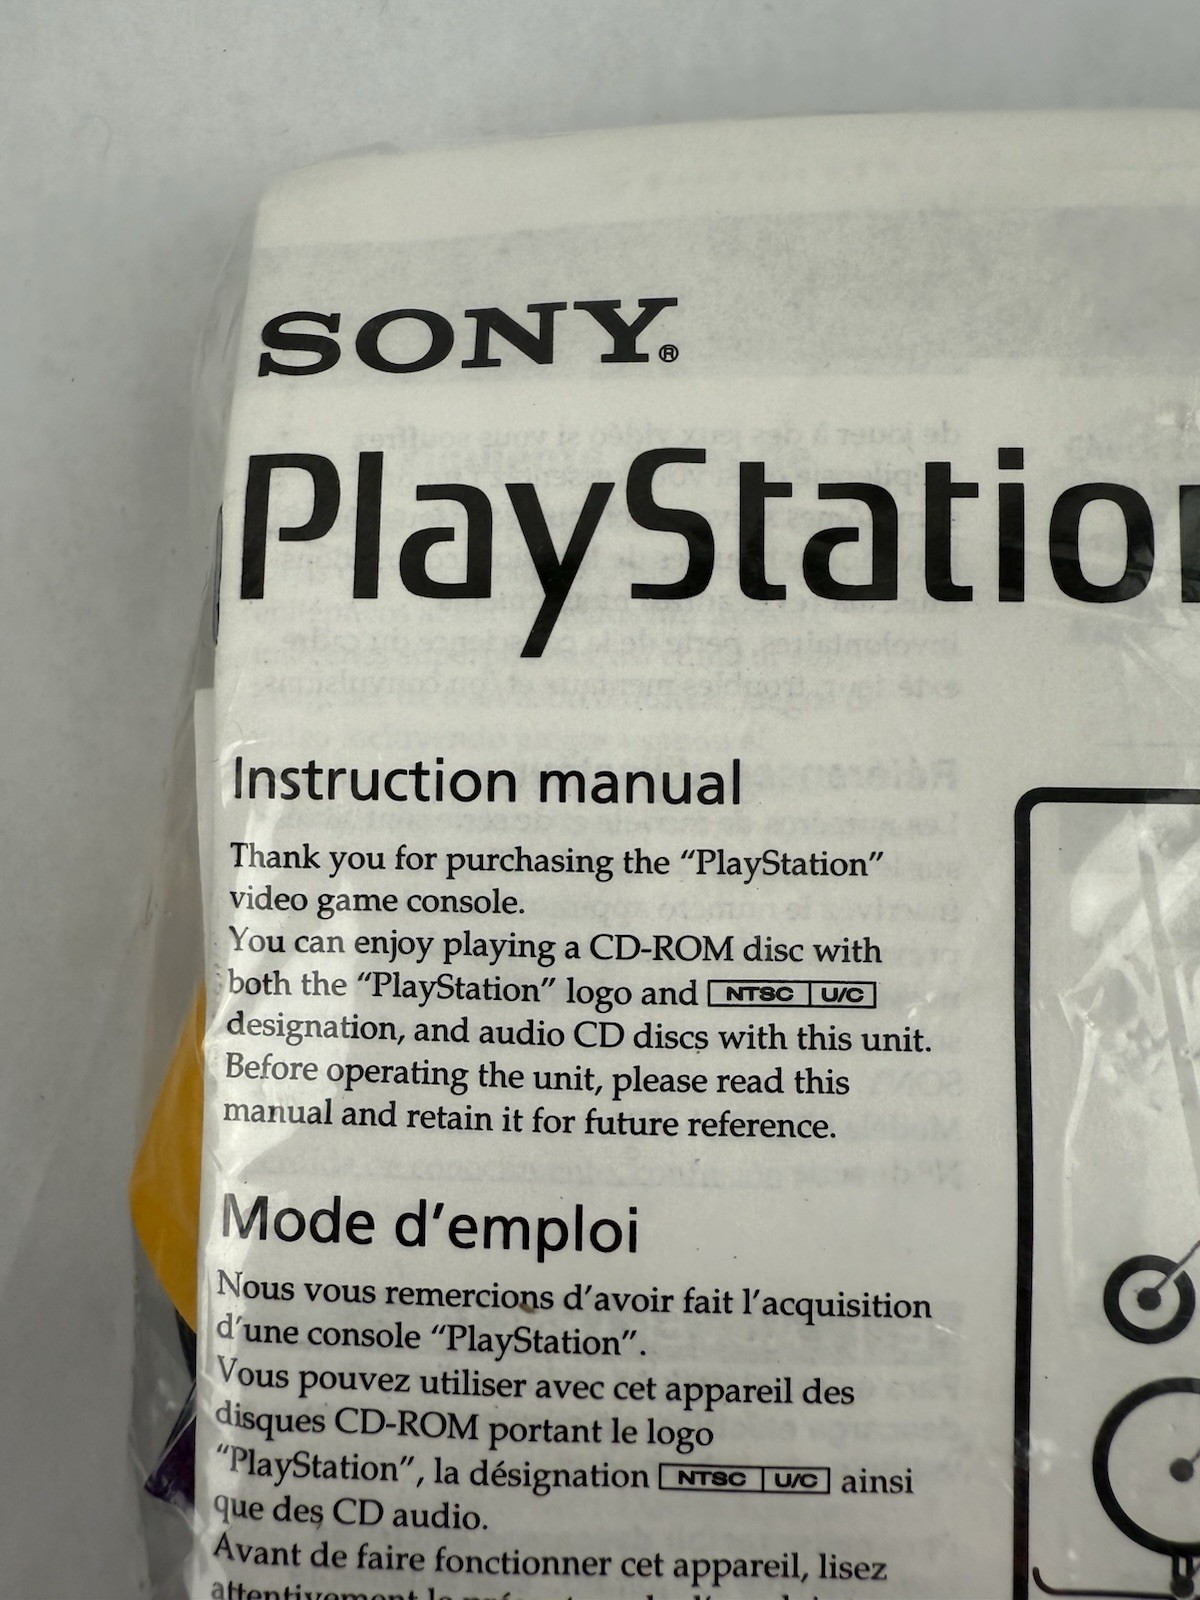 SONY®
PlayStation
Instruction manual
Thank you for purchasing the “PlayStation”
video game console.
You can enjoy playing a CD-ROM disc with
both the “PlayStation” logo and NTSC U/C
designation, and audio CD discs with this unit.
Before operating the unit, please read this
manual and retain it for future reference.
Mode d’emploi
Nous vous remercions d’avoir fait l’acquisition
d’une console “PlayStation”.
Vous pouvez utiliser avec cet appareil des
disques CD-ROM portant le logo
“PlayStation”, la désignation NTSC U/C ainsi
que des CD audio.
Avant de faire fonctionner cet appareil, lisez
attentivement